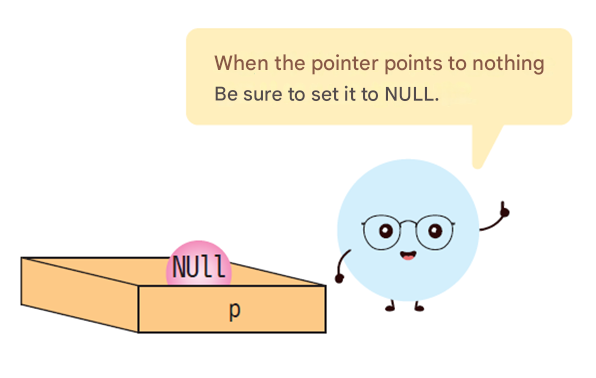 When the pointer points to nothing
Be sure to set it to NULL.
NUll
p